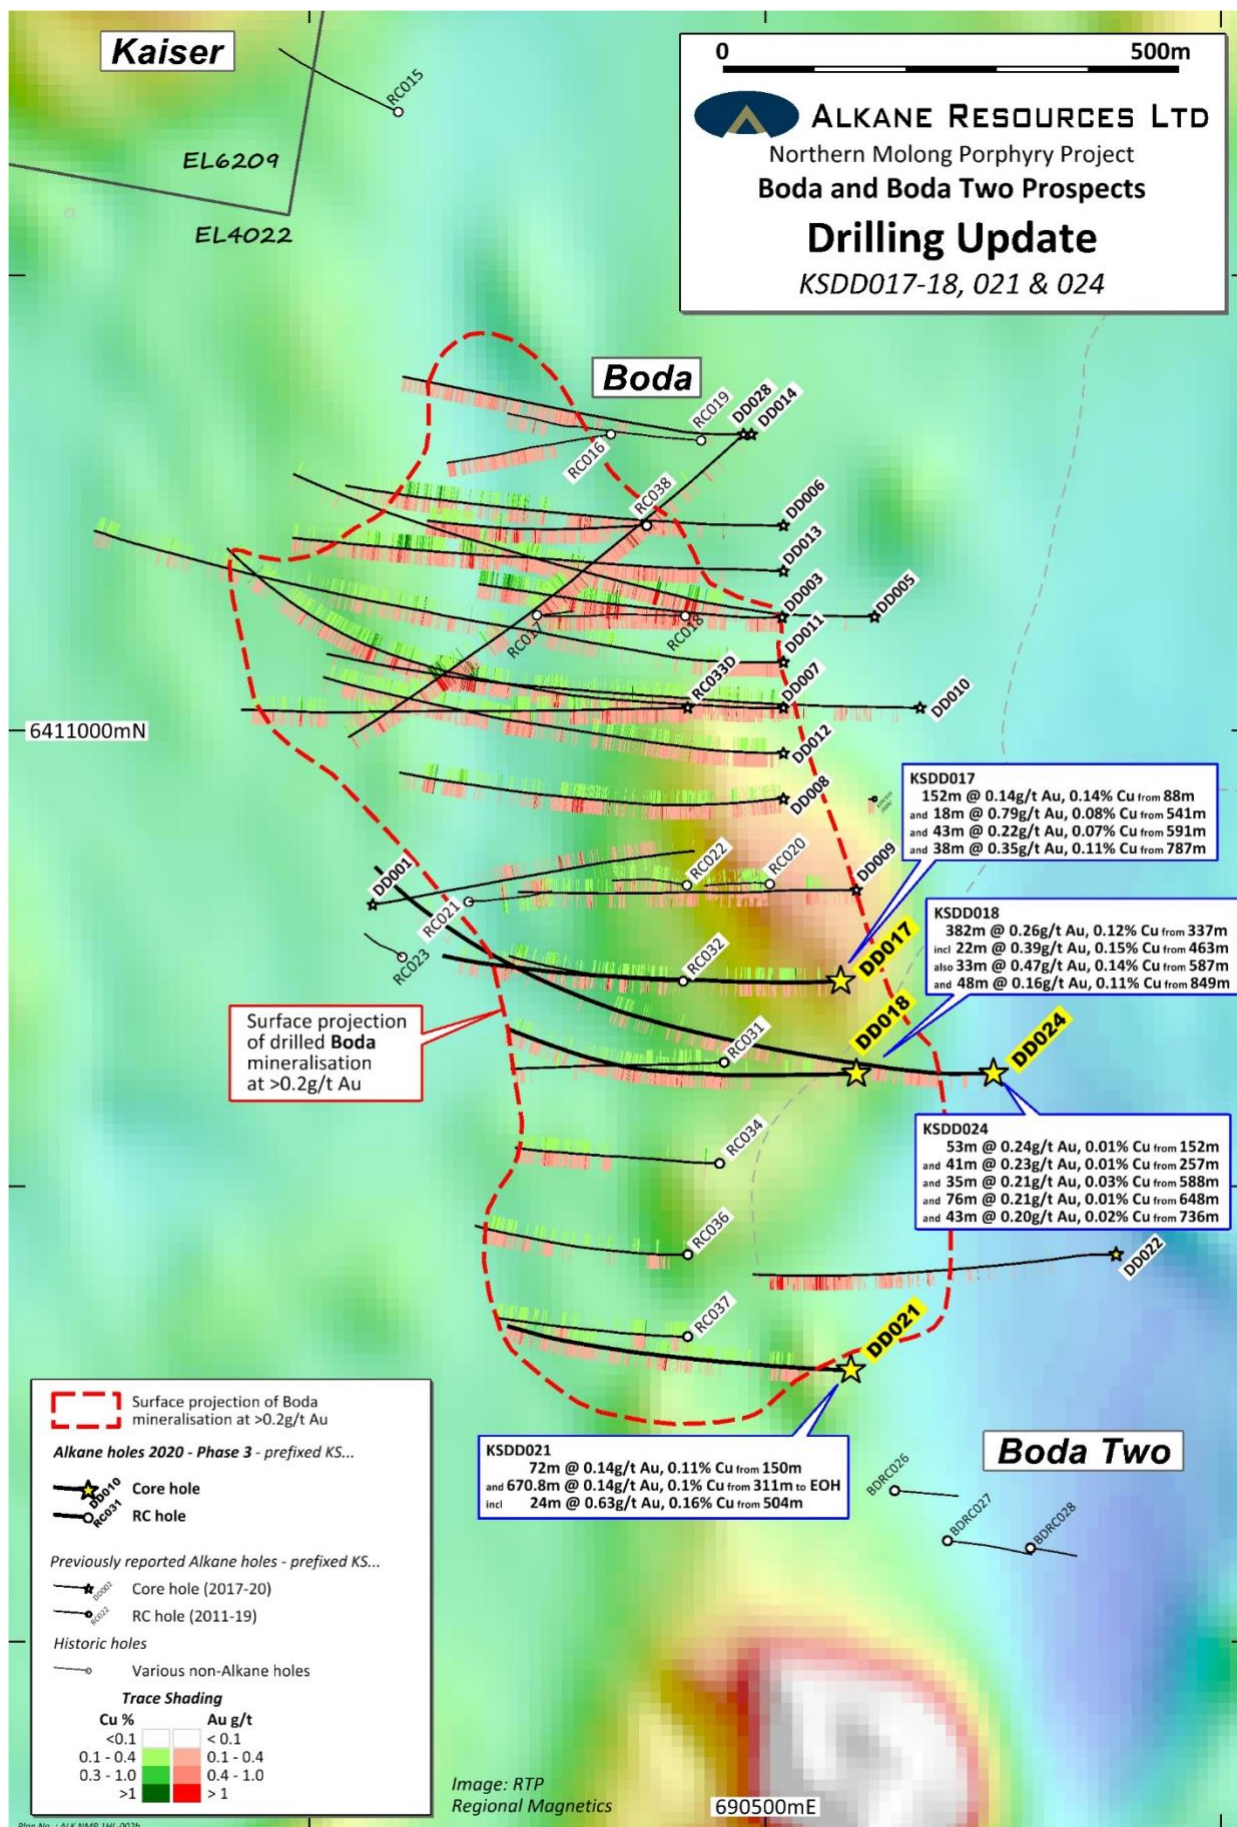 Kaiser
RC015
EL6209
EL4022
0 500m
ALKANE RESOURCES LTD
Northern Molong Porphyry Project
Boda and Boda Two Prospects
Drilling Update
KSDD017-18, 021 & 024
Boda
RC019
DD028
DD014
RC016
RC038
DD006
DD013
DD003
DD005
RC017
RC018
DD011
RC033D
DD007
DD010
6411000mN
DD012
DD008
KSDD017
152m @ 0.14g/t Au, 0.14% Cu from 88m
and 18m @ 0.79g/t Au, 0.08% Cu from 541m
and 43m @ 0.22g/t Au, 0.07% Cu from 591m
and 38m @ 0.35g/t Au, 0.11% Cu from 787m
RC022
RC020
DD009
DD001
RC021
RC023
KSDD018
382m @ 0.26g/t Au, 0.12% Cu from 337m
incl 22m @ 0.39g/t Au, 0.15% Cu from 463m
also 33m @ 0.47g/t Au, 0.14% Cu from 587m
and 48m @ 0.16g/t Au, 0.11% Cu from 849m
RC032
DD017
DD018
DD024
Surface projection
of drilled Boda
mineralisation
at >0.2g/t Au
RC031
KSDD024
53m @ 0.24g/t Au, 0.01% Cu from 152m
and 41m @ 0.23g/t Au, 0.01% Cu from 257m
and 35m @ 0.21g/t Au, 0.03% Cu from 588m
and 76m @ 0.21g/t Au, 0.01% Cu from 648m
and 43m @ 0.20g/t Au, 0.02% Cu from 736m
RC034
RC036
DD022
RC037
DD021
KSDD021
72m @ 0.14g/t Au, 0.11% Cu from 150m
and 670.8m @ 0.14g/t Au, 0.1% Cu from 311m to EOH
incl 24m @ 0.63g/t Au, 0.16% Cu from 504m
Boda Two
BDRC026
BDRC027
BDRC028
Surface projection of Boda
mineralisation at >0.2g/t Au
Alkane holes 2020 - Phase 3 - prefixed KS...
DD010 Core hole
RC031 RC hole
Previously reported Alkane holes - prefixed KS...
DD002 Core hole (2017-20)
RC022 RC hole (2011-19)
Historic holes
Various non-Alkane holes
Trace Shading
Cu % Au g/t
<0.1 < 0.1
0.1 - 0.4 0.1 - 0.4
0.3 - 1.0 0.4 - 1.0
>1 > 1
Image: RTP
Regional Magnetics
690500mE